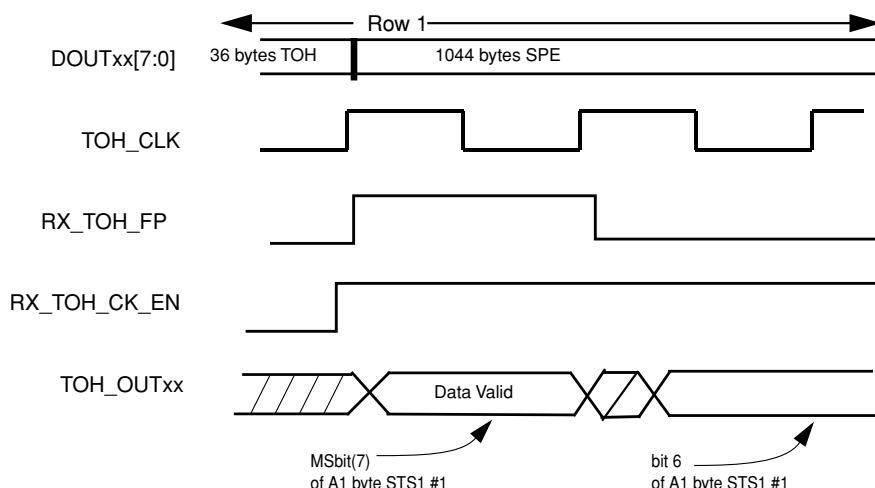 Row 1
DOUTxx[7:0]
36 bytes TOH
1044 bytes SPE
TOH_CLK
RX_TOH_FP
RX_TOH_CK_EN
TOH_OUTxx
Data Valid
MSbit(7)
of A1 byte STS1 #1
bit 6
of A1 byte STS1 #1